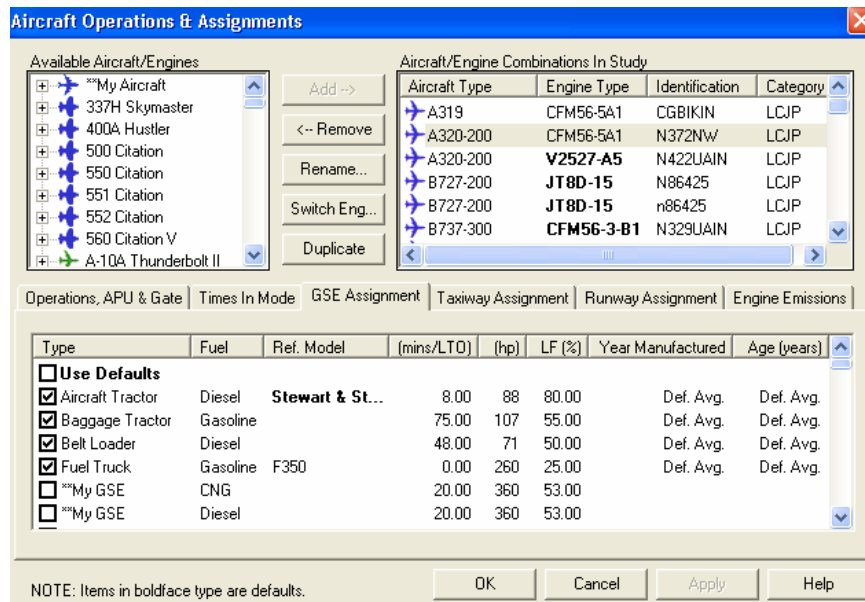 Aircraft Operations & Assignments
Available Aircraft/Engines
**My Aircraft
337H Skymaster
400A Hustler
500 Citation
550 Citation
551 Citation
552 Citation
560 Citation V
A-10A Thunderbolt II
Add -->
<-- Remove
Rename...
Switch Eng...
Duplicate
Aircraft/Engine Combinations In Study
Aircraft Type Engine Type Identification Category
A319 CFM56-5A1 CGBIKIN LCJP
A320-200 CFM56-5A1 N372NW LCJP
A320-200 V2527-A5 N422UAIN LCJP
B727-200 JT8D-15 N86425 LCJP
B727-200 JT8D-15 n86425 LCJP
B737-300 CFM56-3-B1 N329UAIN LCJP
Operations, APU & Gate Times In Mode GSE Assignment Taxiway Assignment Runway Assignment Engine Emissions
Type Fuel Ref. Model (mins/LTO) (hp) LF (%) Year Manufactured Age (years)
Use Defaults
Aircraft Tractor Diesel Stewart & St... 8.00 88 80.00 Def. Avg. Def. Avg.
Baggage Tractor Gasoline 75.00 107 55.00 Def. Avg. Def. Avg.
Belt Loader Diesel 48.00 71 50.00 Def. Avg. Def. Avg.
Fuel Truck Gasoline F350 0.00 260 25.00 Def. Avg. Def. Avg.
**My GSE CNG 20.00 360 53.00
**My GSE Diesel 20.00 360 53.00
NOTE: Items in boldface type are defaults.
OK Cancel Apply Help